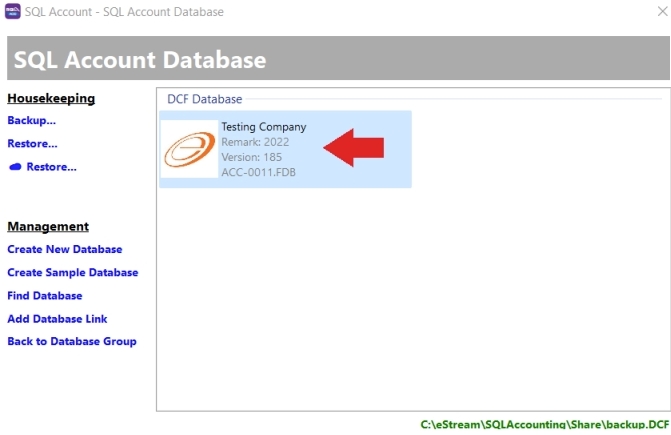 SQL Account - SQL Account Database
SQL Account Database
Housekeeping
Backup...
Restore...
Restore...
Management
Create New Database
Create Sample Database
Find Database
Add Database Link
Back to Database Group
DCF Database
Testing Company
Remark: 2022
Version: 185
ACC-0011.FDB
C:\eStream\SQLAccounting\Share\backup.DCF